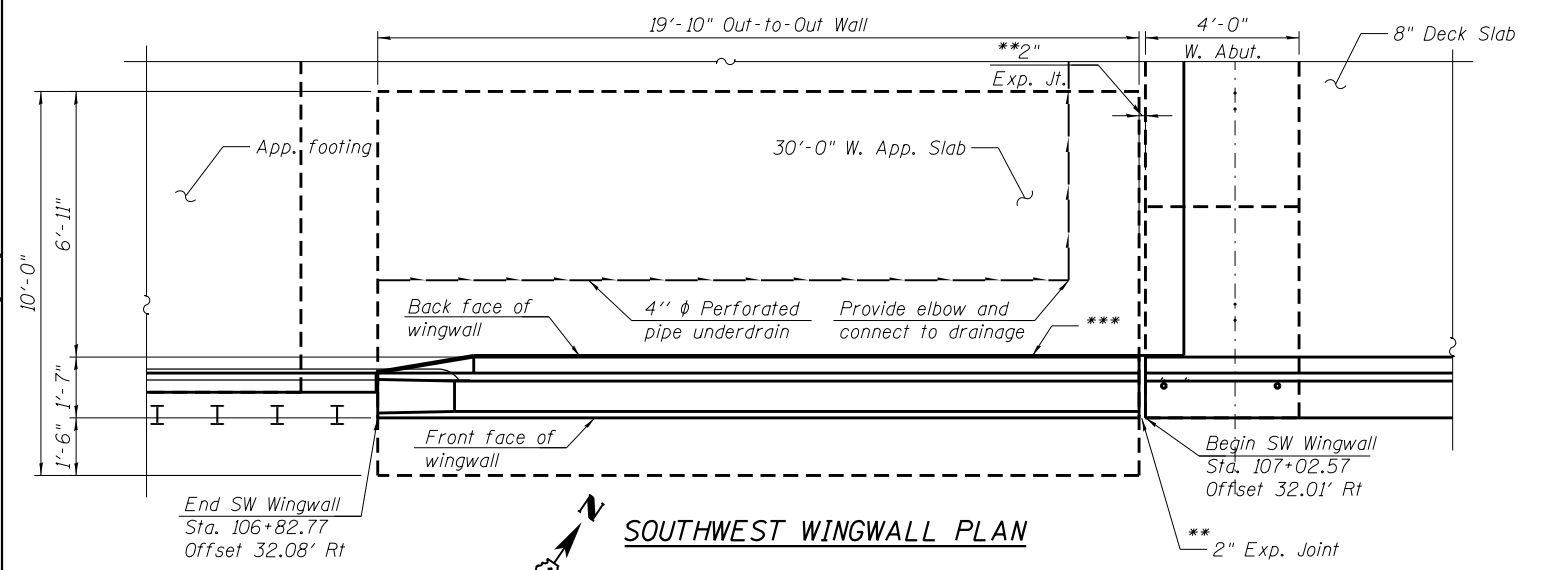 19'-10" Out-to-Out Wall
4'-0"
W. Abut.
8" Deck Slab
**2"
Exp. Jt.
App. footing
30'-0" W. App. Slab
10'-0"
6'-11"
1'-7"
1'-6"
Back face of
wingwall
4'' ϕ Perforated
pipe underdrain
Provide elbow and
connect to drainage
***
Front face of
wingwall
Begin SW Wingwall
Sta. 107+02.57
Offset 32.01' Rt
End SW Wingwall
Sta. 106+82.77
Offset 32.08' Rt
N
SOUTHWEST WINGWALL PLAN
**
2" Exp. Joint